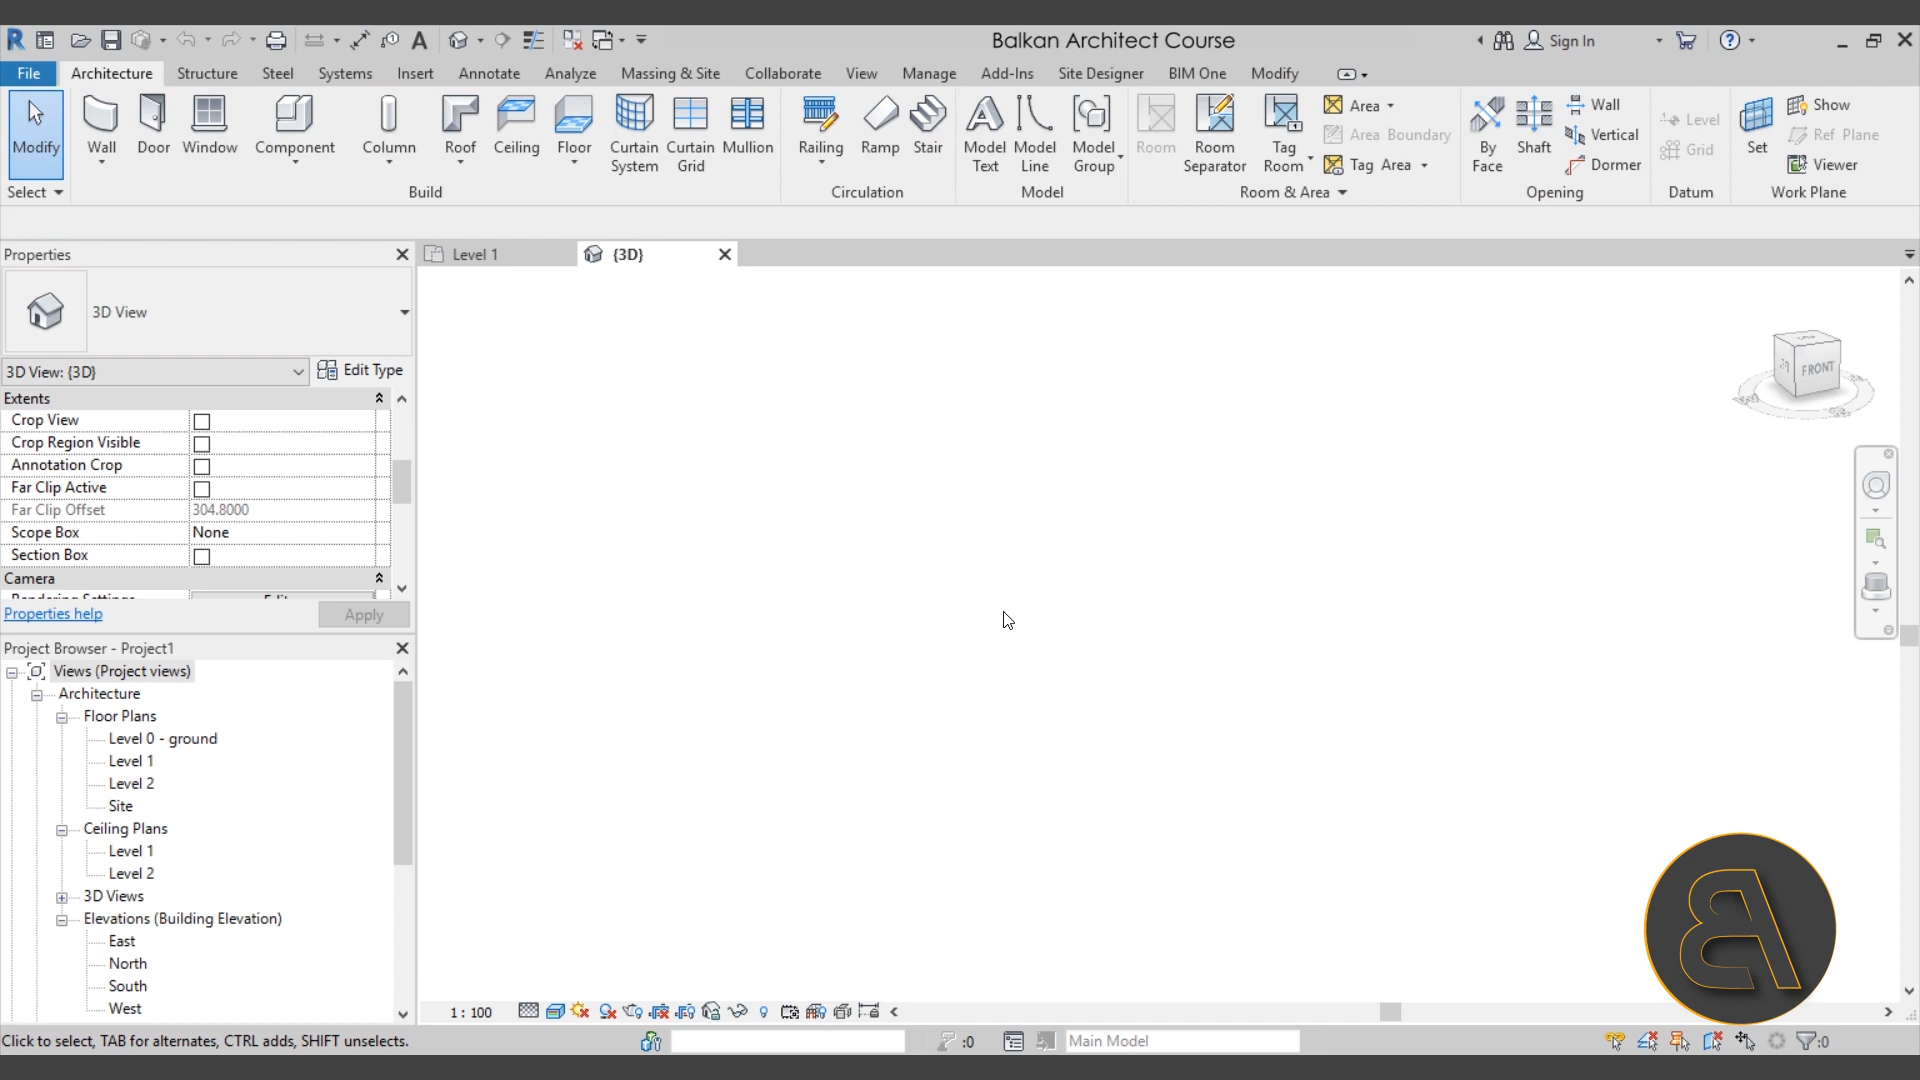 Balkan Architect Course
Sign In
File Architecture Structure Steel Systems Insert Annotate Analyze Massing & Site Collaborate View Manage Add-Ins Site Designer BIM One Modify
Modify
Wall
Door
Window
Component
Column
Roof
Ceiling
Floor
Curtain
System
Curtain
Grid
Mullion
Railing
Ramp
Stair
Model
Text
Model
Line
Model
Group
Room
Room
Separator
Tag
Room
Area
Area Boundary
Tag Area
By
Face
Shaft
Wall
Vertical
Dormer
Level
Grid
Set
Show
Ref Plane
Viewer
Select Build Circulation Model Room & Area Opening Datum Work Plane
Properties
Level 1
{3D}
3D View
3D View: {3D}
Edit Type
Extents
Crop View
Crop Region Visible
Annotation Crop
Far Clip Active
Far Clip Offset 304.8000
Scope Box None
Section Box
Camera
Properties help
Apply
FRONT
Project Browser - Project1
Views (Project views)
Architecture
Floor Plans
Level 0 - ground
Level 1
Level 2
Site
Ceiling Plans
Level 1
Level 2
3D Views
Elevations (Building Elevation)
East
North
South
West
1 : 100
Click to select, TAB for alternates, CTRL adds, SHIFT unselects.
:0
Main Model
:0